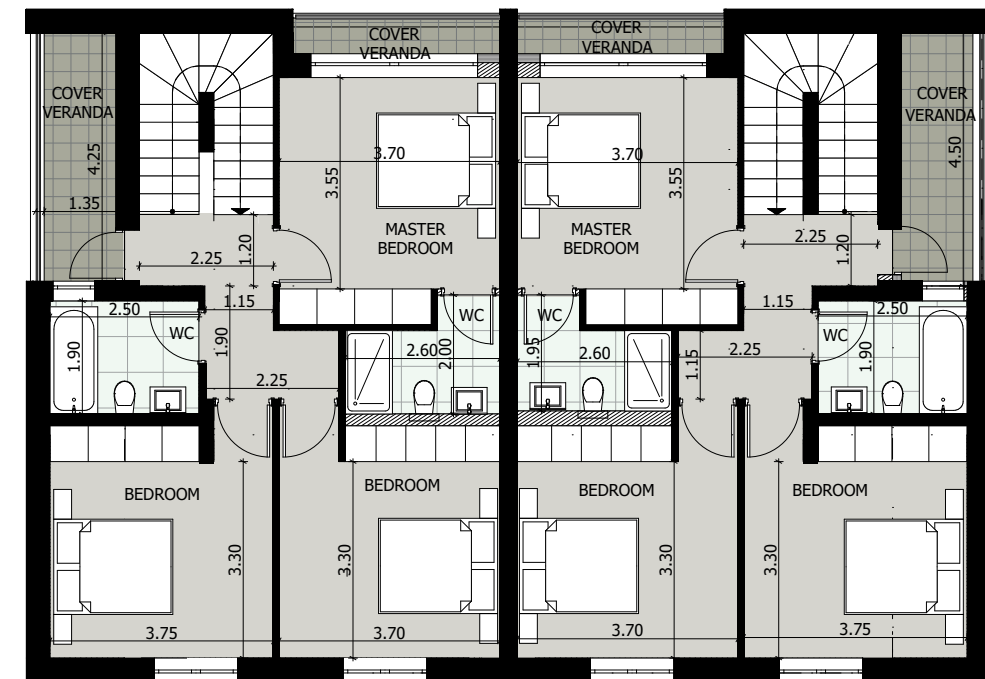 COVER
VERANDA
COVER
VERANDA
COVER
VERANDA
COVER
VERANDA
4.25
4.50
1.35
3.70
3.70
3.55
3.55
MASTER
BEDROOM
MASTER
BEDROOM
2.25
1.20
2.25
1.20
2.50
1.15
1.15
2.50
WC
WC
WC
WC
1.90
1.90
2.60
2.00
1.95
2.60
1.15
2.25
1.90
2.25
BEDROOM
BEDROOM
BEDROOM
BEDROOM
3.30
3.30
3.30
3.30
3.75
3.70
3.70
3.75